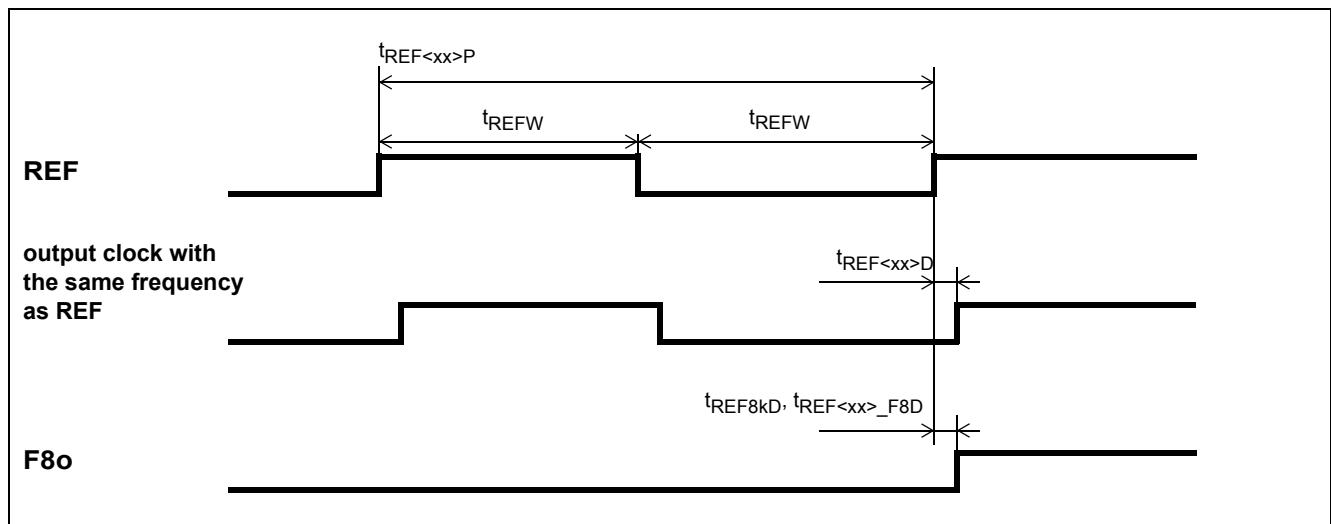 tREF<xx>P
tREFW
tREFW
REF
output clock with
the same frequency
as REF
tREF<xx>D
tREF8kD, tREF<xx>_F8D
F8o